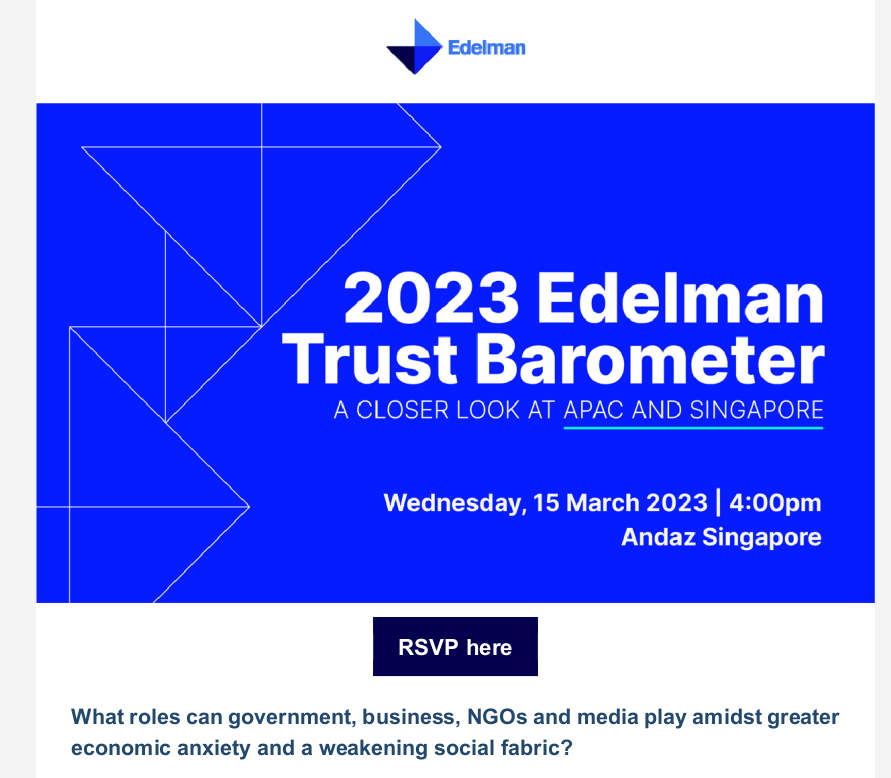 Edelman
2023 Edelman
Trust Barometer
A CLOSER LOOK AT APAC AND SINGAPORE
Wednesday, 15 March 2023 | 4:00pm
Andaz Singapore
RSVP here
What roles can government, business, NGOs and media play amidst greater
economic anxiety and a weakening social fabric?